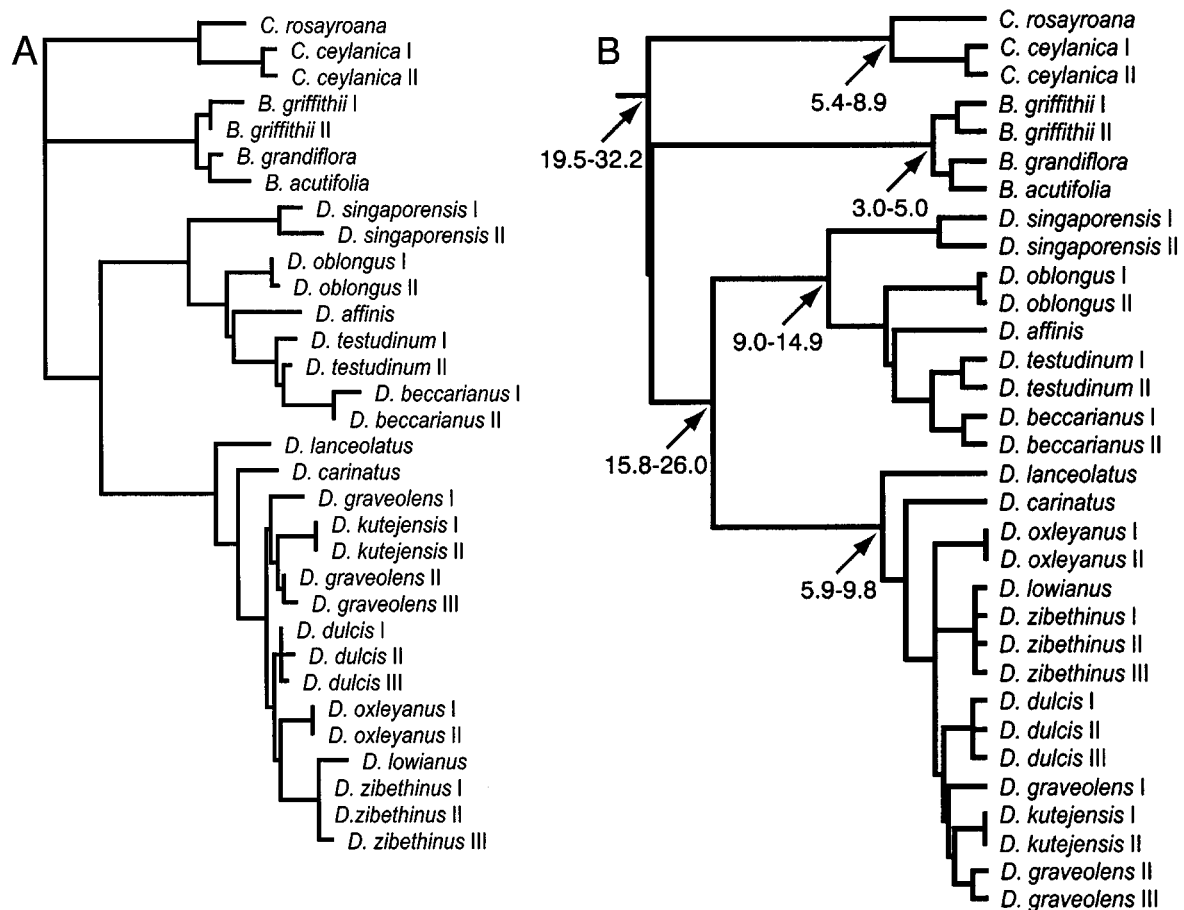 A
C. rosayroana
C. ceylanica I
C. ceylanica II
B. griffithii I
B. griffithii II
B. grandiflora
B. acutifolia
D. singaporensis I
D. singaporensis II
D. oblongus I
D. oblongus II
D. affinis
D. testudinum I
D. testudinum II
D. beccarianus I
D. beccarianus II
D. lanceolatus
D. carinatus
D. graveolens I
D. kutejensis I
D. kutejensis II
D. graveolens II
D. graveolens III
D. dulcis I
D. dulcis II
D. dulcis III
D. oxleyanus I
D. oxleyanus II
D. lowianus
D. zibethinus I
D.zibethinus II
D. zibethinus III
B
C. rosayroana
C. ceylanica I
C. ceylanica II
5.4-8.9
19.5-32.2
B. griffithii I
B. griffithii II
B. grandiflora
B. acutifolia
3.0-5.0
D. singaporensis I
D. singaporensis II
D. oblongus I
D. oblongus II
D. affinis
9.0-14.9
D. testudinum I
D. testudinum II
D. beccarianus I
D. beccarianus II
15.8-26.0
D. lanceolatus
D. carinatus
D. oxleyanus I
D. oxleyanus II
5.9-9.8
D. lowianus
D. zibethinus I
D. zibethinus II
D. zibethinus III
D. dulcis I
D. dulcis II
D. dulcis III
D. graveolens I
D. kutejensis I
D. kutejensis II
D. graveolens II
D. graveolens III